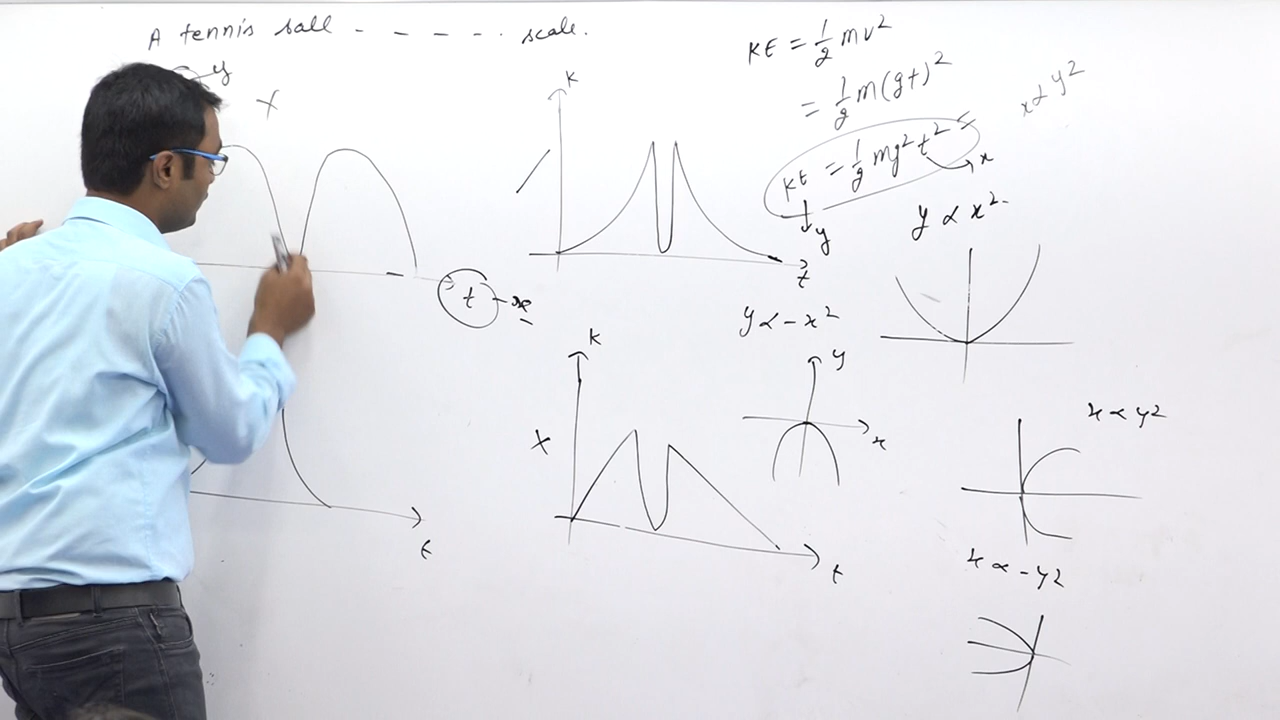 A tennis ball - - - - - . scale.
y
X
t
x
t
K
t
K
X
t
KE = 1/2 mv²
= 1/2 m(gt)²
KE = 1/2 mg²t² =
x
y
x ∝ y²
y ∝ x²
y ∝ - x²
y
x
x ∝ y²
x ∝ - y²